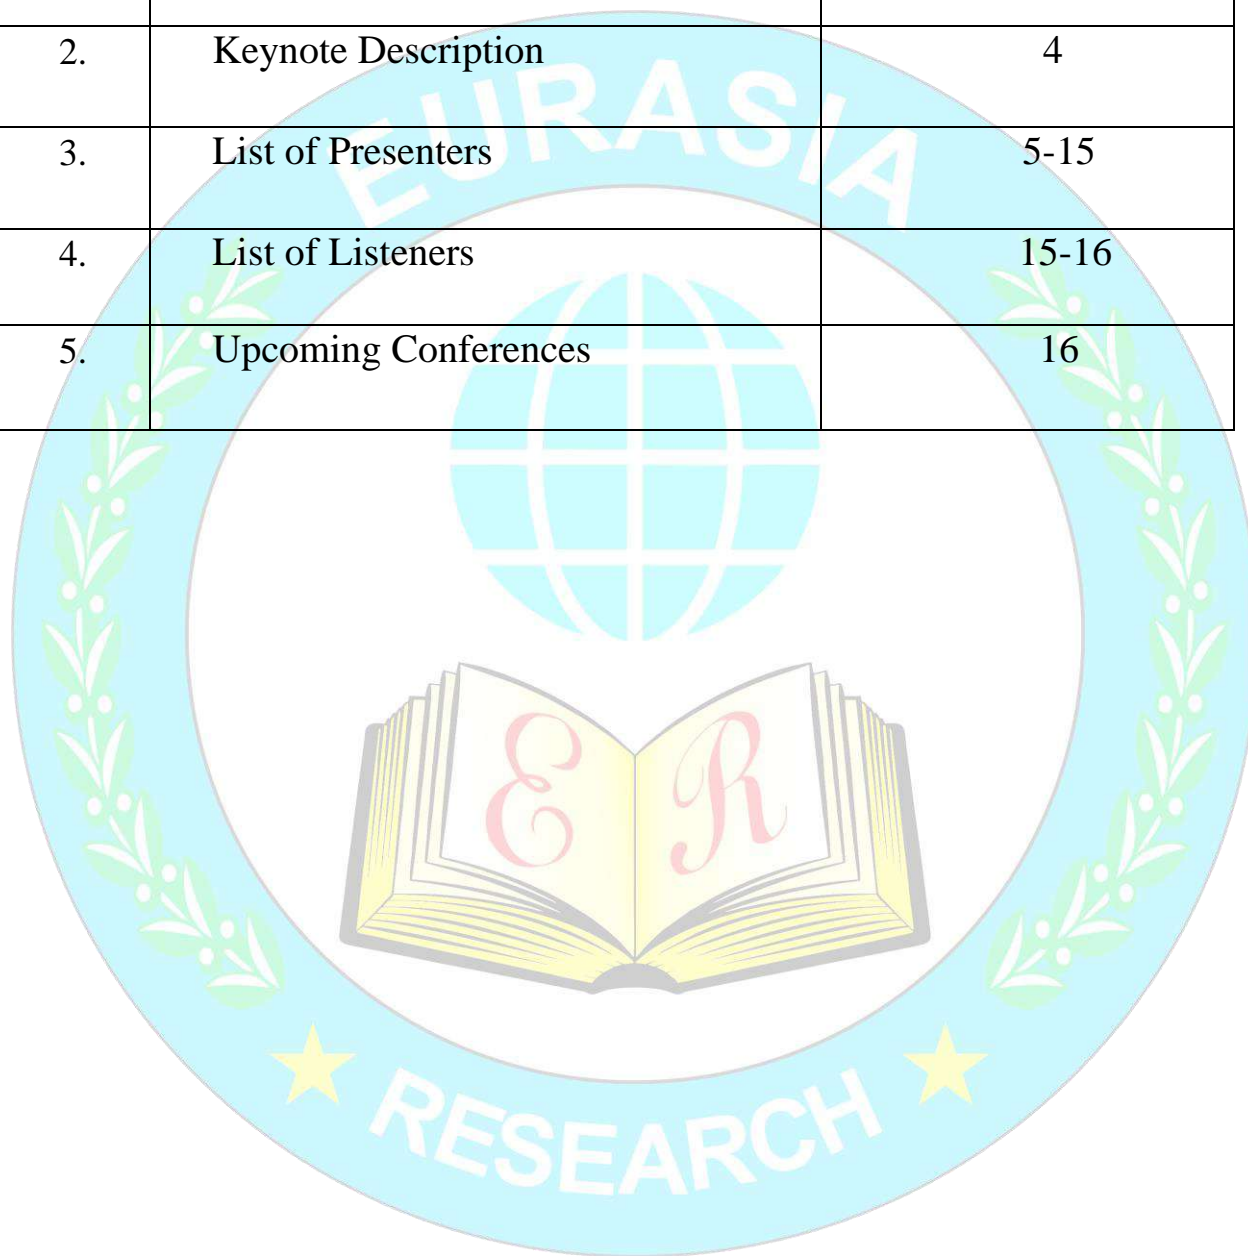 2. Keynote Description 4
3. List of Presenters 5-15
4. List of Listeners 15-16
5. Upcoming Conferences 16
EURASIA
E R
RESEARCH